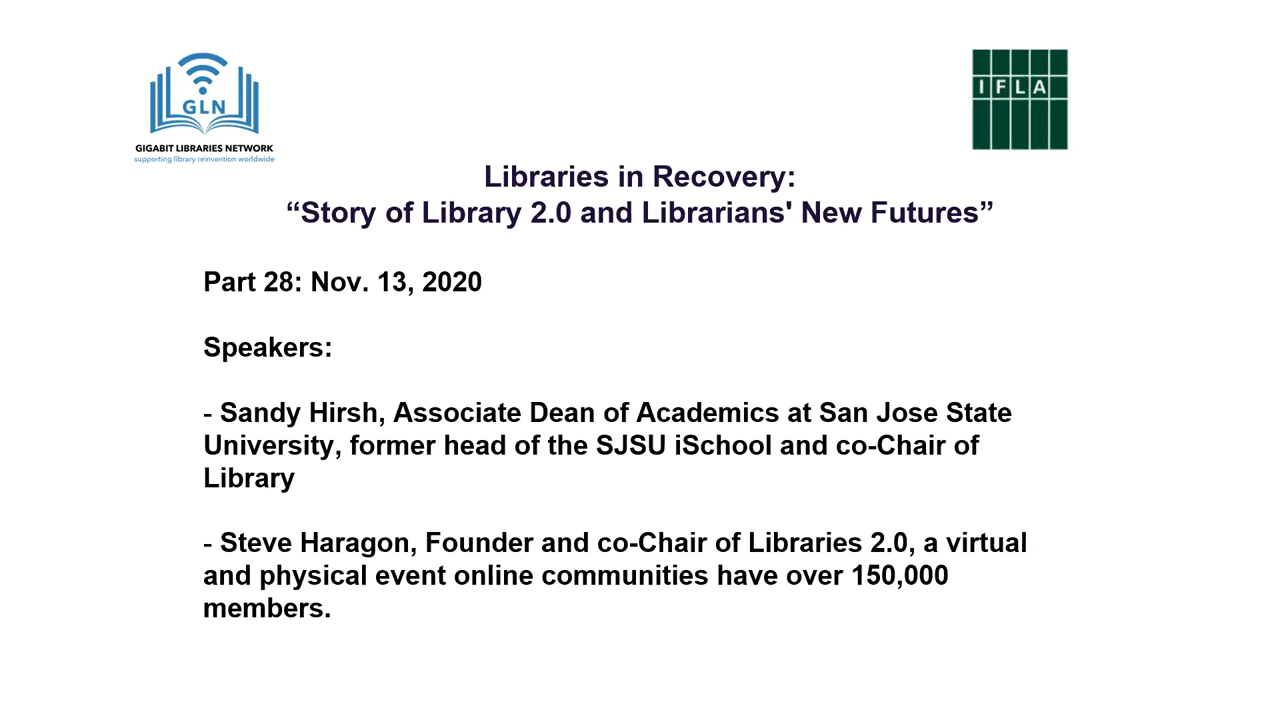 GLN
GIGABIT LIBRARIES NETWORK
supporting library reinvention worldwide
IFLA
Libraries in Recovery:
“Story of Library 2.0 and Librarians' New Futures”
Part 28: Nov. 13, 2020
Speakers:
- Sandy Hirsh, Associate Dean of Academics at San Jose State
University, former head of the SJSU iSchool and co-Chair of
Library
- Steve Haragon, Founder and co-Chair of Libraries 2.0, a virtual
and physical event online communities have over 150,000
members.